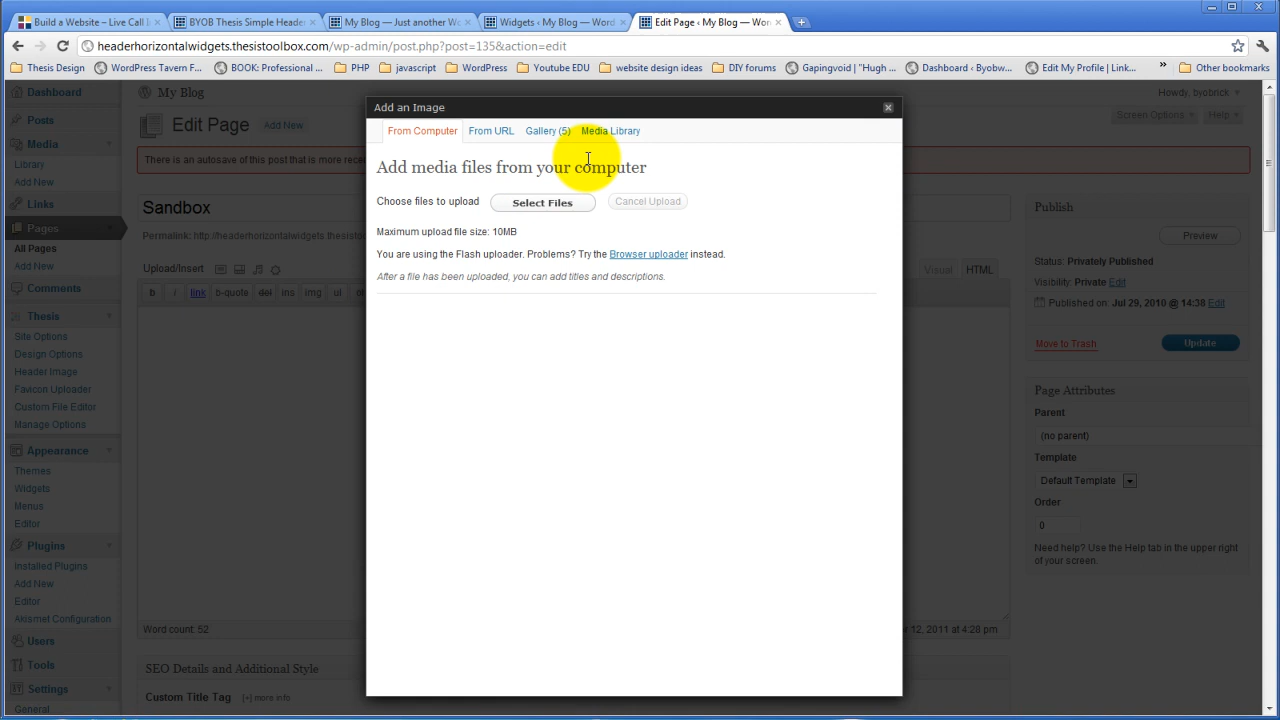 Build a Website – Live Call I
BYOB Thesis Simple Heade
My Blog — Just another Wo
Widgets ‹ My Blog — Word
Edit Page ‹ My Blog — Wor
headerhorizontalwidgets.thesistoolbox.com/wp-admin/post.php?post=135&action=edit
Thesis Design
WordPress Tavern F...
BOOK: Professional ...
PHP
javascript
WordPress
Youtube EDU
website design ideas
DIY forums
Gapingvoid | "Hugh ...
Dashboard ‹ Byobw...
Edit My Profile | Link...
»
Other bookmarks
Dashboard
Posts
Media
Library
Add New
Links
Pages
All Pages
Add New
Comments
Thesis
Site Options
Design Options
Header Image
Favicon Uploader
Custom File Editor
Manage Options
Appearance
Themes
Widgets
Menus
Editor
Plugins
Installed Plugins
Add New
Editor
Akismet Configuration
Users
Tools
Settings
General
My Blog
Howdy, byobrick
Edit Page
Add New
Screen Options
Help
There is an autosave of this post that is more rece
Sandbox
Permalink: http://headerhorizontalwidgets.thesisto
Upload/Insert
Visual
HTML
b
i
link
b-quote
del
ins
img
ul
Word count: 52
12, 2011 at 4:28 pm
SEO Details and Additional Style
Custom Title Tag
[+] more info
Add an Image
From Computer
From URL
Gallery (5)
Media Library
Add media files from your computer
Choose files to upload
Select Files
Cancel Upload
Maximum upload file size: 10MB
You are using the Flash uploader. Problems? Try the Browser uploader instead.
After a file has been uploaded, you can add titles and descriptions.
Publish
Preview
Status: Privately Published
Visibility: Private Edit
Published on: Jul 29, 2010 @ 14:38 Edit
Move to Trash
Update
Page Attributes
Parent
(no parent)
Template
Default Template
Order
0
Need help? Use the Help tab in the upper right
of your screen.